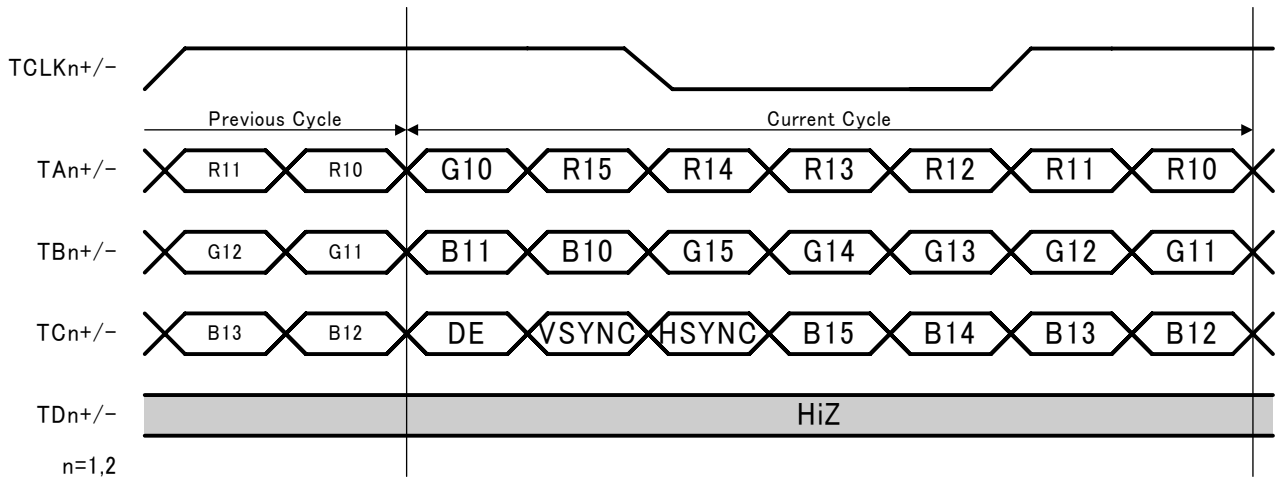 TCLKn+/-
Previous Cycle Current Cycle
TAn+/- R11 R10 G10 R15 R14 R13 R12 R11 R10
TBn+/- G12 G11 B11 B10 G15 G14 G13 G12 G11
TCn+/- B13 B12 DE VSYNC HSYNC B15 B14 B13 B12
TDn+/- HiZ
n=1,2